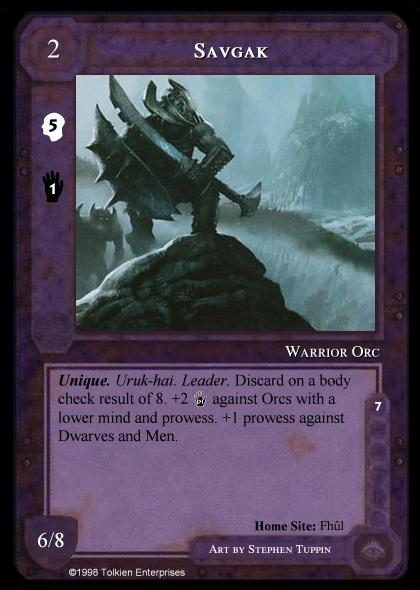 2
SAVGAK
5
1
WARRIOR ORC
Unique. Uruk-hai. Leader. Discard on a body
check result of 8. +2 DI against Orcs with a
lower mind and prowess. +1 prowess against
Dwarves and Men.
7
Home Site: Fhûl
6/8
ART BY STEPHEN TUPPIN
©1998 Tolkien Enterprises